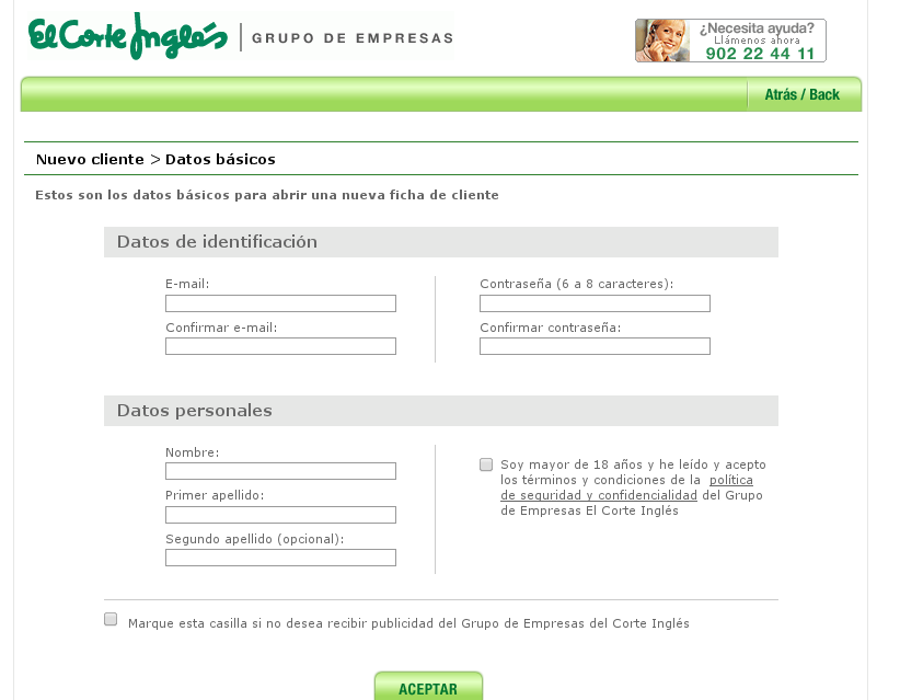 El Corte Inglés GRUPO DE EMPRESAS
¿Necesita ayuda?
Llámenos ahora
902 22 44 11
Atrás / Back
Nuevo cliente > Datos básicos
Estos son los datos básicos para abrir una nueva ficha de cliente
Datos de identificación
E-mail:
Confirmar e-mail:
Contraseña (6 a 8 caracteres):
Confirmar contraseña:
Datos personales
Nombre:
Primer apellido:
Segundo apellido (opcional):
Soy mayor de 18 años y he leído y acepto
los términos y condiciones de la política
de seguridad y confidencialidad del Grupo
de Empresas El Corte Inglés
Marque esta casilla si no desea recibir publicidad del Grupo de Empresas del Corte Inglés
ACEPTAR